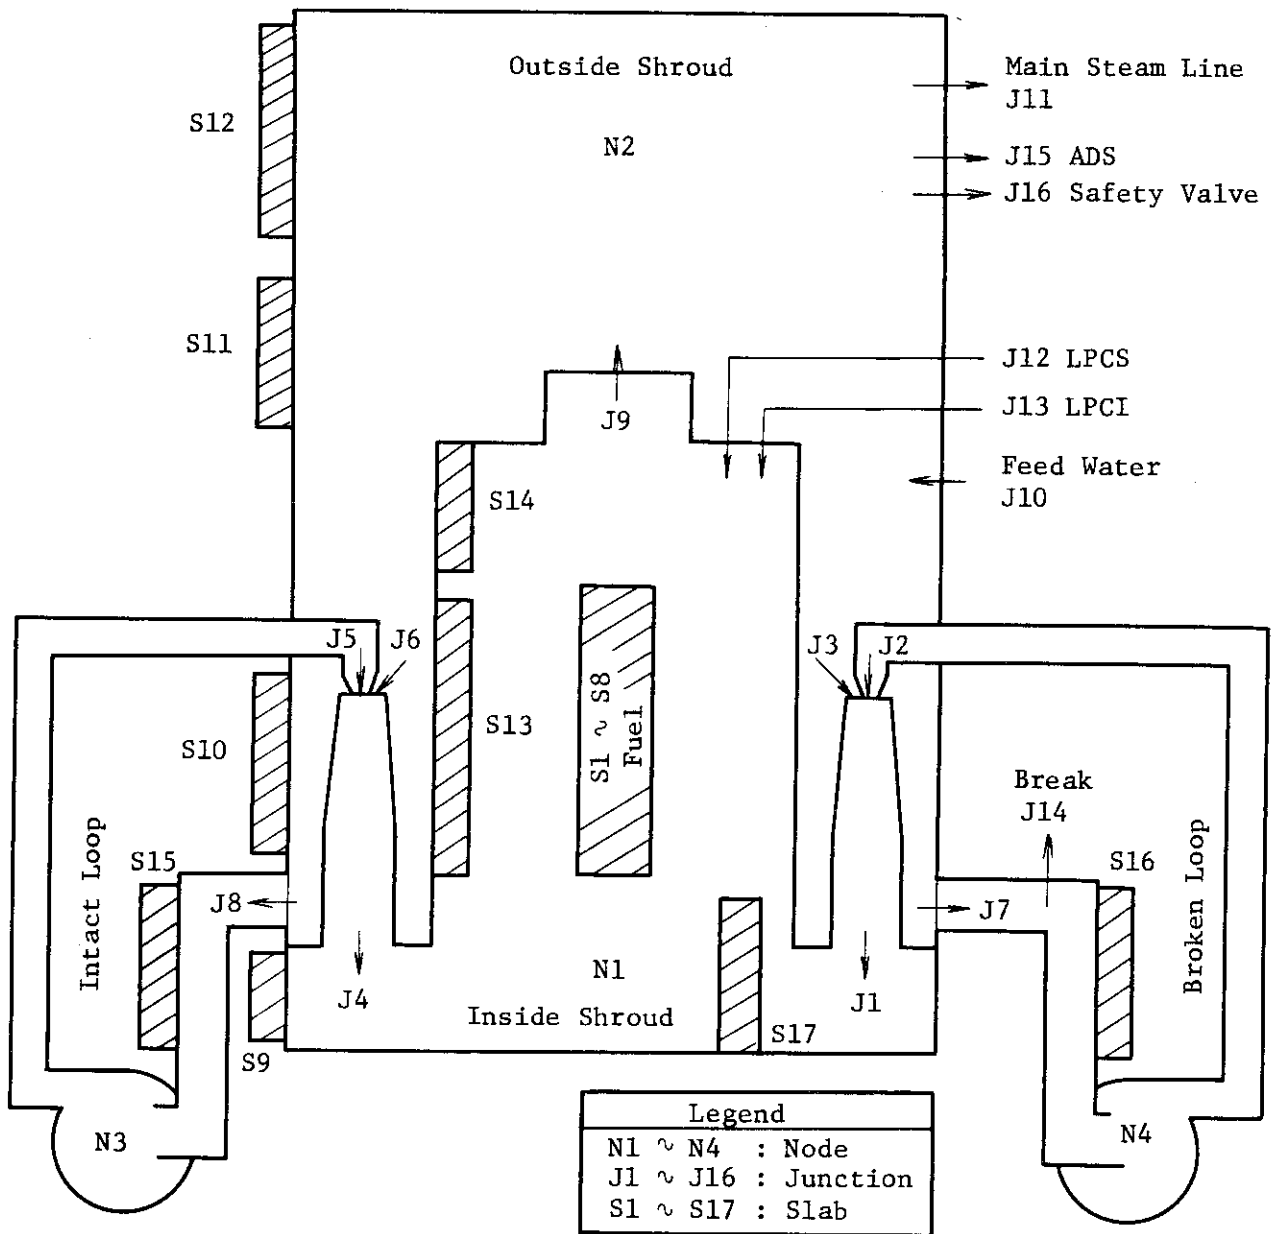 Outside Shroud
N2
Main Steam Line
J11
S12
J15 ADS
J16 Safety Valve
S11
J12 LPCS
J13 LPCI
J9
Feed Water
J10
S14
J5
J6
J3
J2
S13
S1 ~ S8
Fuel
S10
Break
J14
Intact Loop
Broken Loop
S15
S16
J8
J7
N1
J4
J1
Inside Shroud
S17
S9
N3
N4
Legend
N1 ~ N4 : Node
J1 ~ J16 : Junction
S1 ~ S17 : Slab